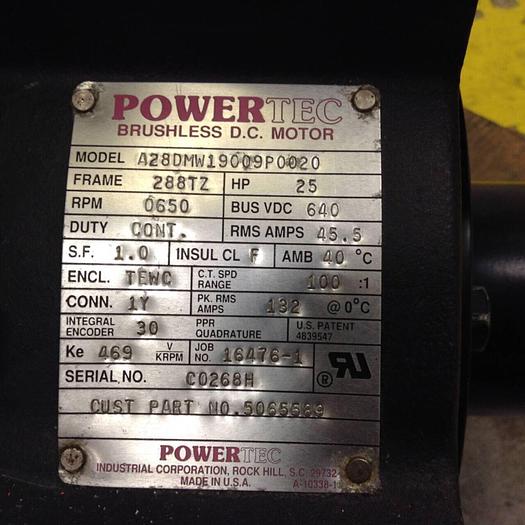 POWERTEC
BRUSHLESS D.C. MOTOR
MODEL A28DMW19009P0020
FRAME 288TZ HP 25
RPM 0650 BUS VDC 640
DUTY CONT. RMS AMPS 45.5
S.F. 1.0 INSUL CL F AMB 40 °C
ENCL. TEWC C.T. SPD RANGE 100 :1
CONN. 1Y PK. RMS AMPS 132 @0°C
INTEGRAL ENCODER 30 PPR QUADRATURE U.S. PATENT 4839547
Ke 469 V KRPM JOB NO. 16476-1
SERIAL NO. C0268H
CUST PART NO.5065569
POWERTEC
INDUSTRIAL CORPORATION, ROCK HILL, S.C. 29732
MADE IN U.S.A. A-10338-1